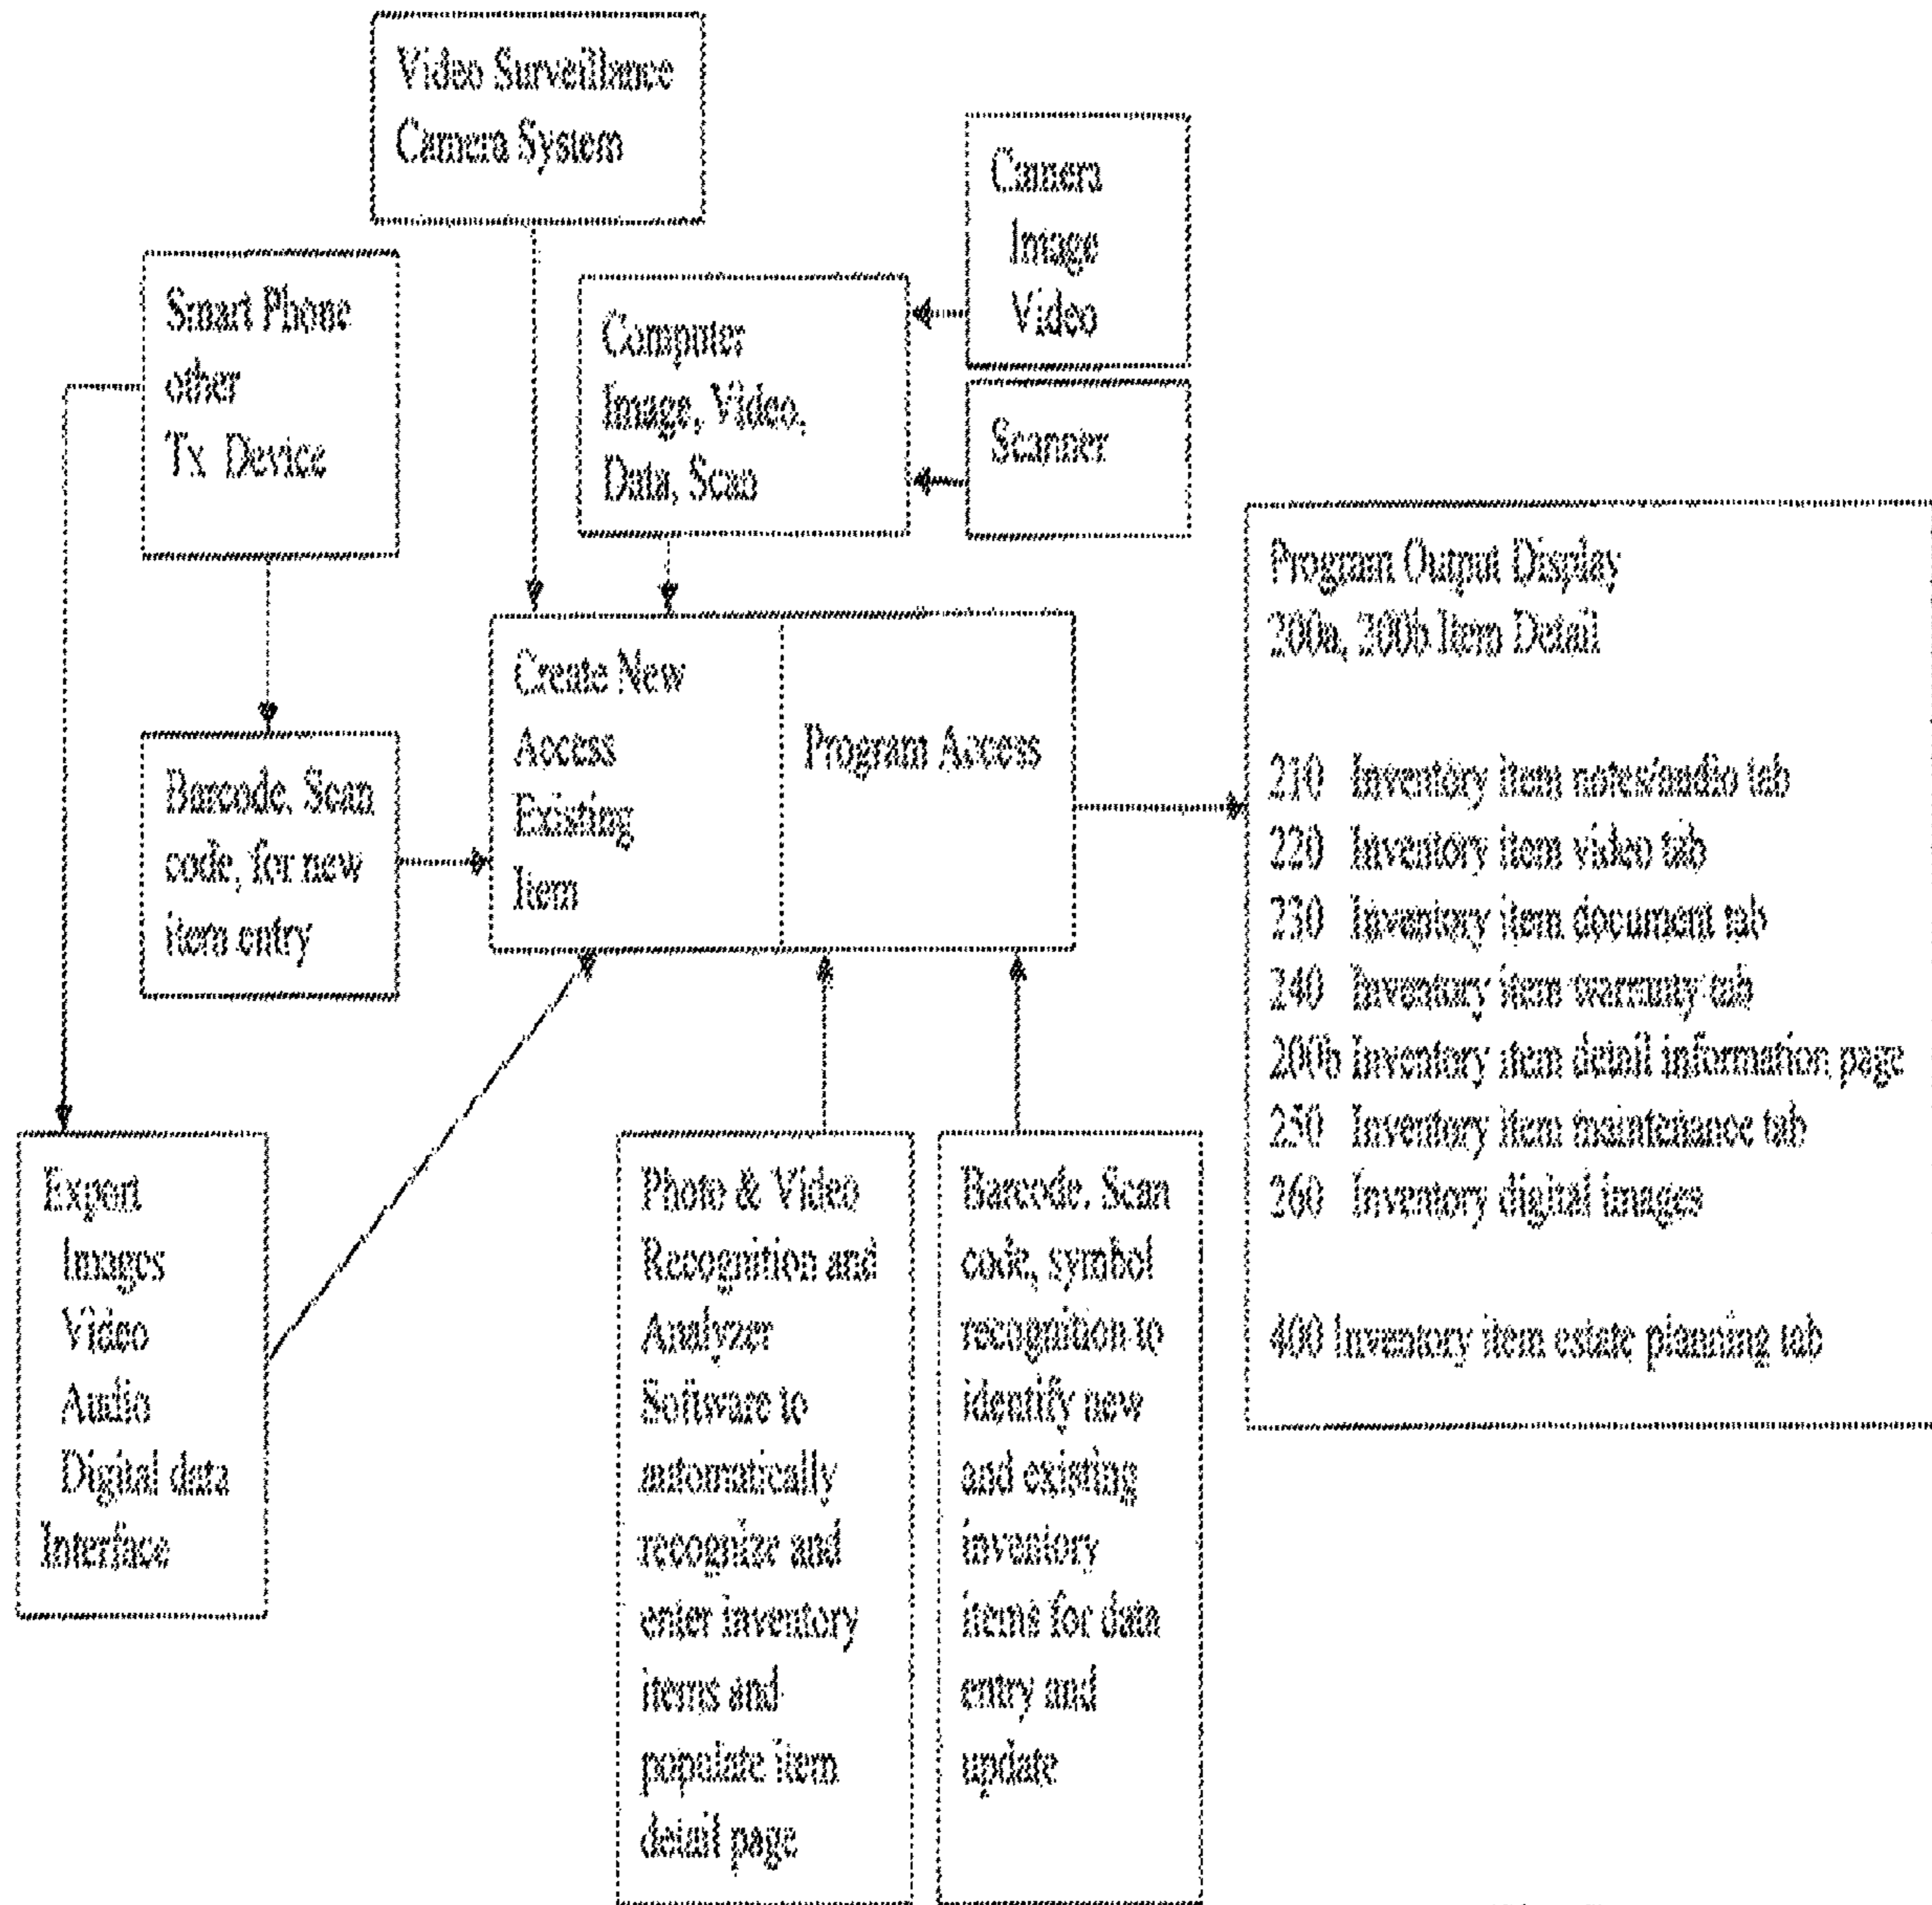 Video Surveillance
Camera System
Camera
Image
Video
Smart Phone
other
Tx Device
Computer
Image, Video,
Data, Scan
Scanner
Program Output Display
200a, 200b Item Detail
210 Inventory item notes/audio tab
220 Inventory item video tab
230 Inventory item document tab
240 Inventory item warranty tab
200b Inventory item detail information page
250 Inventory item maintenance tab
260 Inventory digital images
400 Inventory item estate planning tab
Create New
Access
Existing
Item
Program Access
Barcode, Scan
code, for new
item entry
Export
Images
Video
Audio
Digital data
Interface
Photo & Video
Recognition and
Analyzer
Software to
automatically
recognize and
enter inventory
items and
populate item
detail page
Barcode, Scan
code, symbol
recognition to
identify new
and existing
inventory
items for data
entry and
update